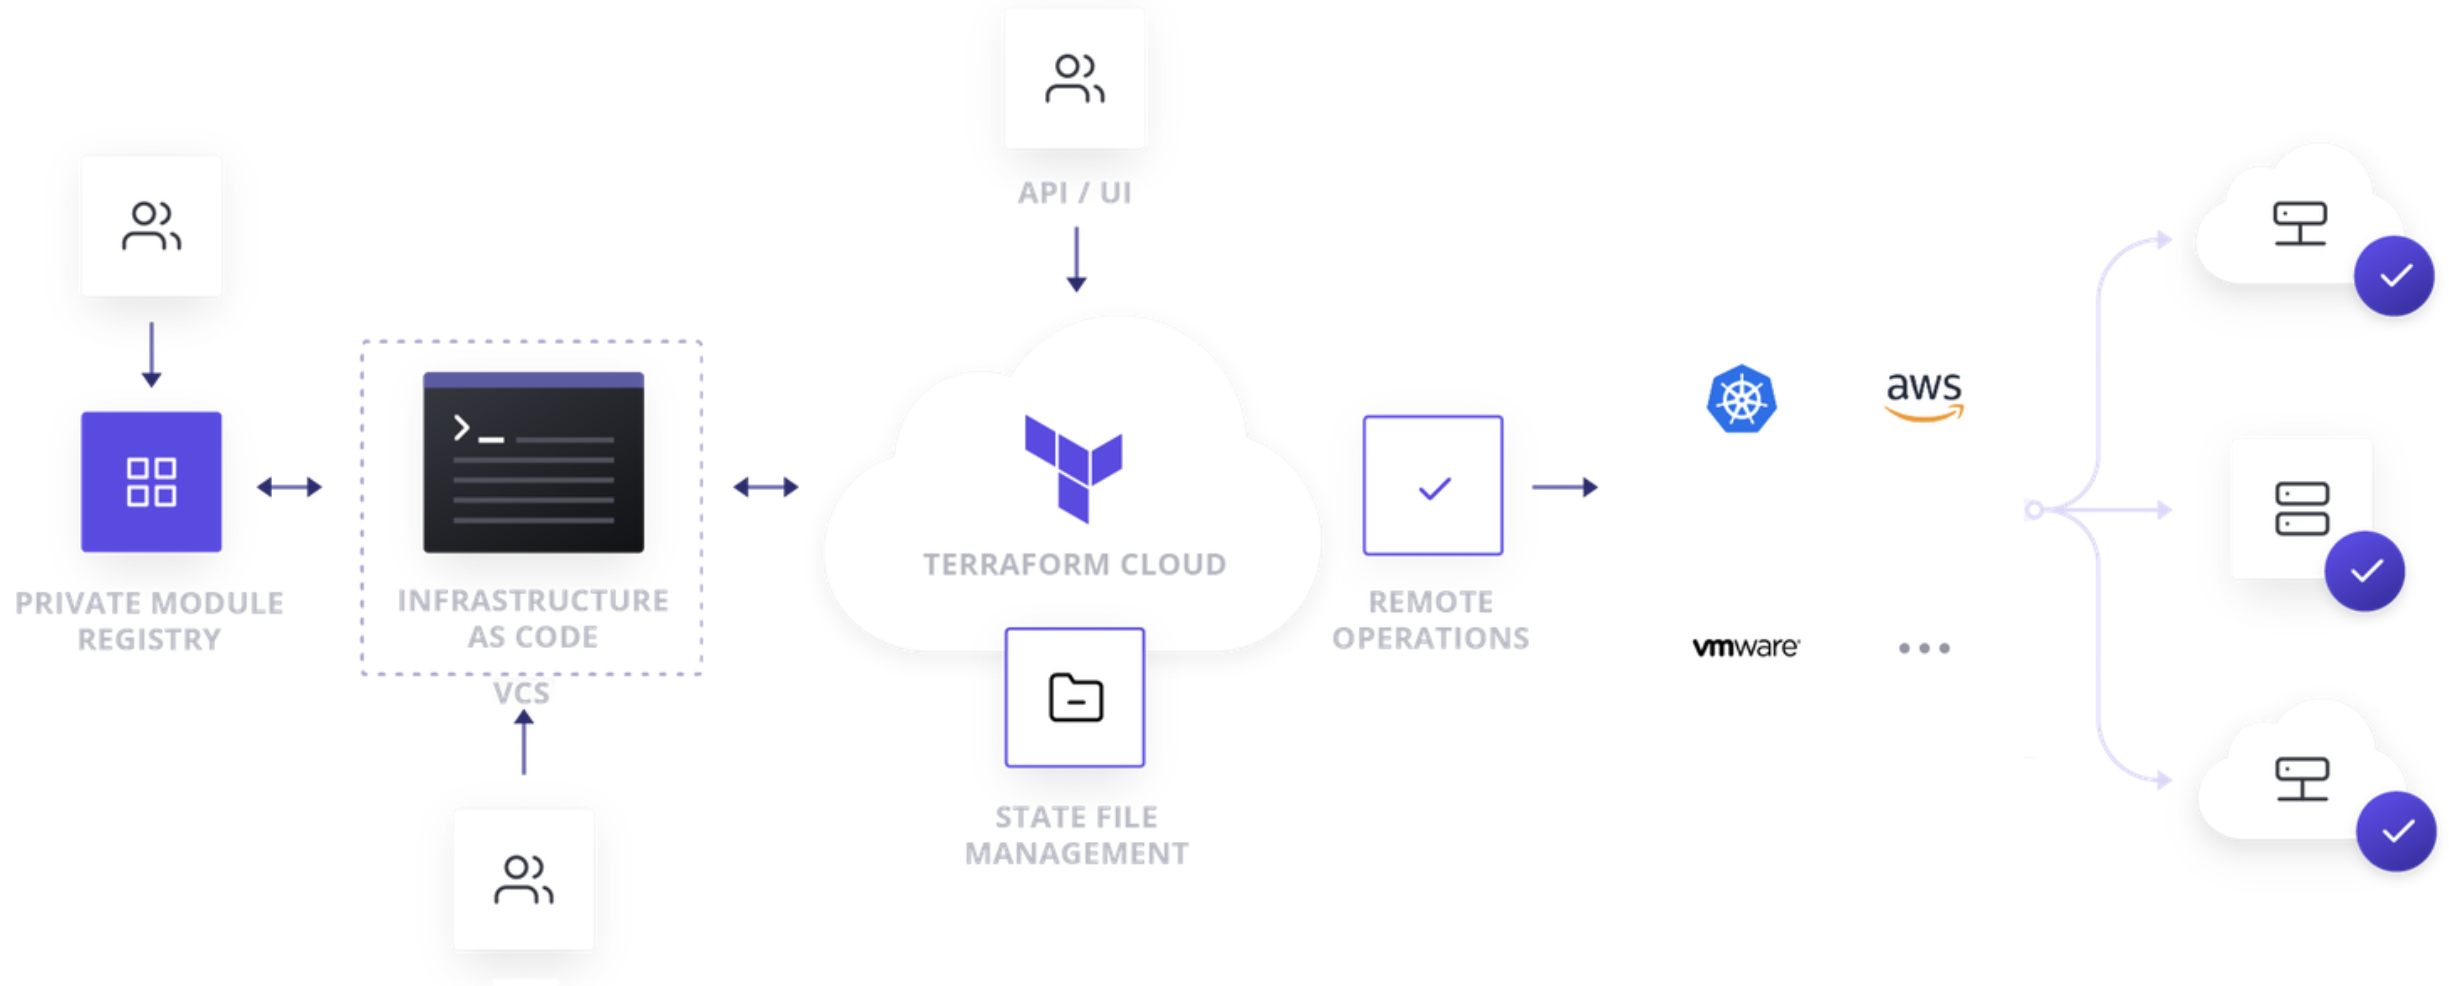 API / UI
PRIVATE MODULE
REGISTRY
INFRASTRUCTURE
AS CODE
VCS
TERRAFORM CLOUD
STATE FILE
MANAGEMENT
REMOTE
OPERATIONS
aws
vmware